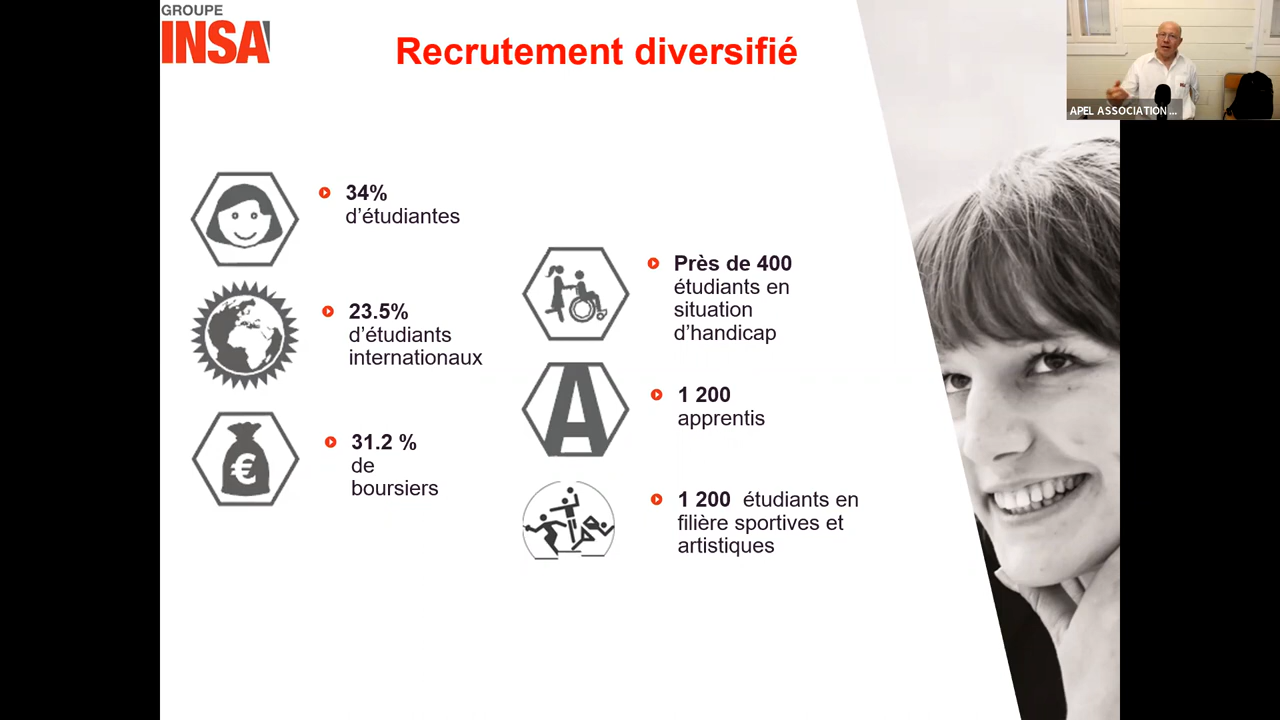 GROUPE
INSA
Recrutement diversifié
34%
d’étudiantes
23.5%
d’étudiants
internationaux
31.2 %
de
boursiers
Près de 400
étudiants en
situation
d’handicap
A
1 200
apprentis
1 200 étudiants en
filière sportives et
artistiques
€
APEL ASSOCIATION ...